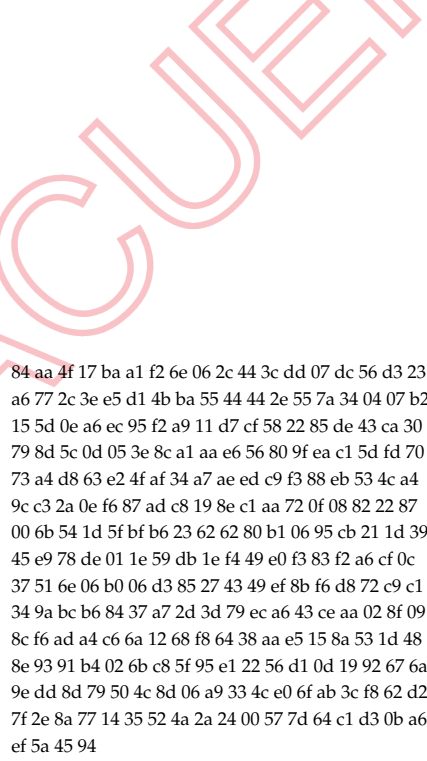 ACUE
84 aa 4f 17 ba a1 f2 6e 06 2c 44 3c dd 07 dc 56 d3 23
a6 77 2c 3e e5 d1 4b ba 55 44 44 2e 55 7a 34 04 07 b2
15 5d 0e a6 ec 95 f2 a9 11 d7 cf 58 22 85 de 43 ca 30
79 8d 5c 0d 05 3e 8c a1 aa e6 56 80 9f ea c1 5d fd 70
73 a4 d8 63 e2 4f af 34 a7 ae ed c9 f3 88 eb 53 4c a4
9c c3 2a 0e f6 87 ad c8 19 8e c1 aa 72 0f 08 82 22 87
00 6b 54 1d 5f bf b6 23 62 62 80 b1 06 95 cb 21 1d 39
45 e9 78 de 01 1e 59 db 1e f4 49 e0 f3 83 f2 a6 cf 0c
37 51 6e 06 b0 06 d3 85 27 43 49 ef 8b f6 d8 72 c9 c1
34 9a bc b6 84 37 a7 2d 3d 79 ec a6 43 ce aa 02 8f 09
8c f6 ad a4 c6 6a 12 68 f8 64 38 aa e5 15 8a 53 1d 48
8e 93 91 b4 02 6b c8 5f 95 e1 22 56 d1 0d 19 92 67 6a
9e dd 8d 79 50 4c 8d 06 a9 33 4c e0 6f ab 3c f8 62 d2
7f 2e 8a 77 14 35 52 4a 2a 24 00 57 7d 64 c1 d3 0b a6
ef 5a 45 94